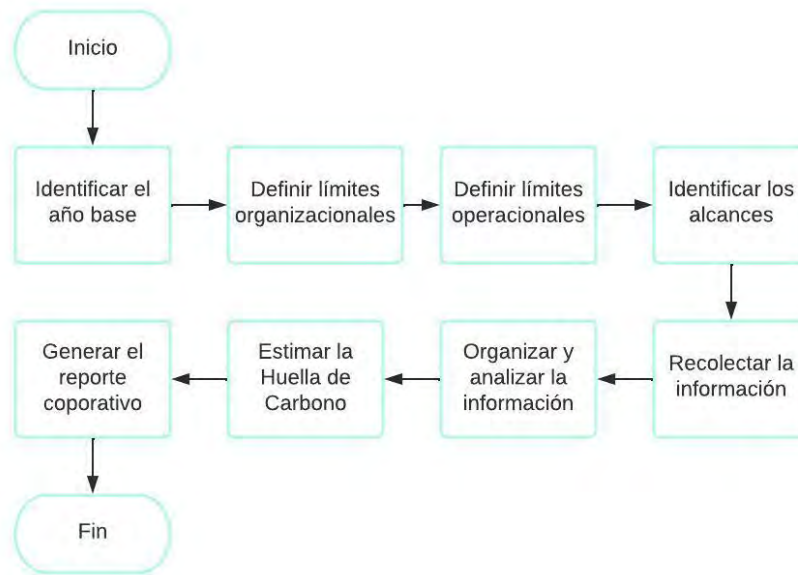 Inicio
Identificar el
año base
Definir límites
organizacionales
Definir límites
operacionales
Identificar los
alcances
Recolectar la
información
Organizar y
analizar la
información
Estimar la
Huella de
Carbono
Generar el
reporte
coporativo
Fin